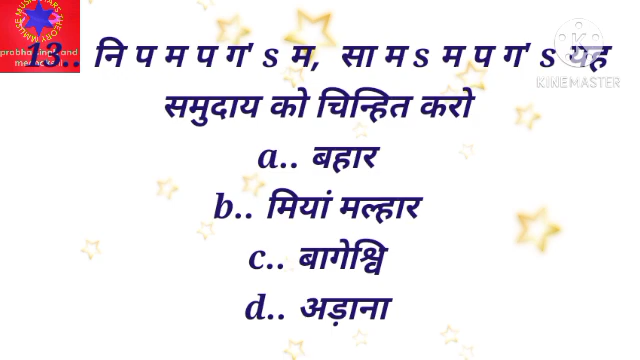 13.. नि प म प ग' s म, सा म s म प ग' s यह
समुदाय को चिन्हित करो
a.. बहार
b.. मियां मल्हार
c.. बागेश्वि
d.. अड़ाना
KINEMASTER